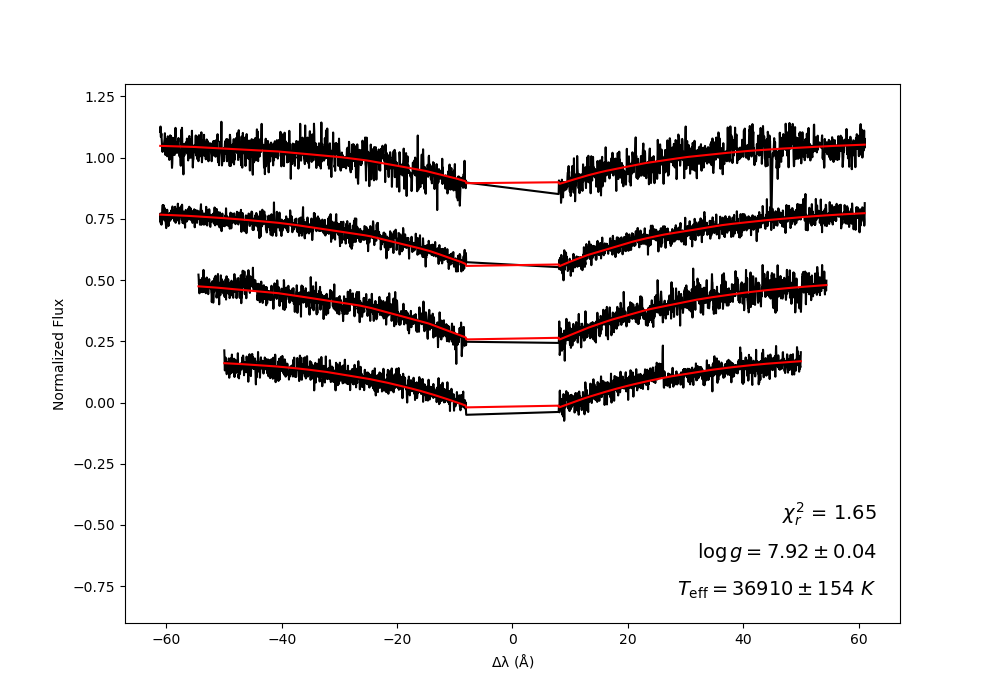 1.25
1.00
0.75
0.50
0.25
0.00
−0.25
−0.50
−0.75
Normalized Flux
χ²ᵣ = 1.65
log g = 7.92 ± 0.04
T_eff = 36910 ± 154 K
−60 −40 −20 0 20 40 60
Δλ (Å)